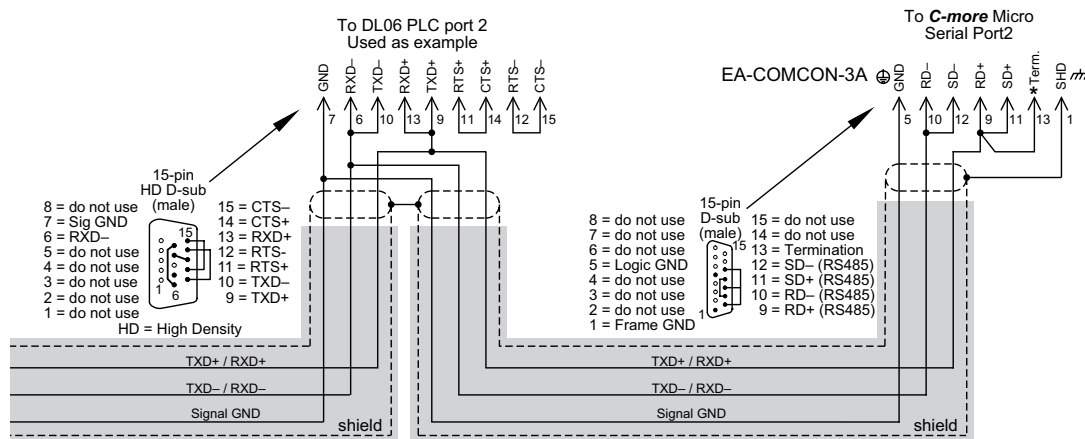 To DL06 PLC port 2
Used as example
GND
RXD–
TXD–
RXD+
TXD+
RTS+
CTS+
RTS–
CTS–
7
6
10
13
9
11
14
12
15
15-pin
HD D-sub
(male)
8 = do not use
7 = Sig GND
6 = RXD–
5 = do not use
4 = do not use
3 = do not use
2 = do not use
1 = do not use
15
1
6
15 = CTS–
14 = CTS+
13 = RXD+
12 = RTS-
11 = RTS+
10 = TXD–
9 = TXD+
HD = High Density
TXD+ / RXD+
TXD– / RXD–
Signal GND
shield
To C-more Micro
Serial Port2
EA-COMCON-3A
GND
RD–
SD–
RD+
SD+
*Term.
SHD
5
10
12
9
11
13
1
15-pin
D-sub
(male)
8 = do not use
7 = do not use
6 = do not use
5 = Logic GND
4 = do not use
3 = do not use
2 = do not use
1 = Frame GND
15
1
15 = do not use
14 = do not use
13 = Termination
12 = SD– (RS485)
11 = SD+ (RS485)
10 = RD– (RS485)
9 = RD+ (RS485)
TXD+ / RXD+
TXD– / RXD–
Signal GND
shield